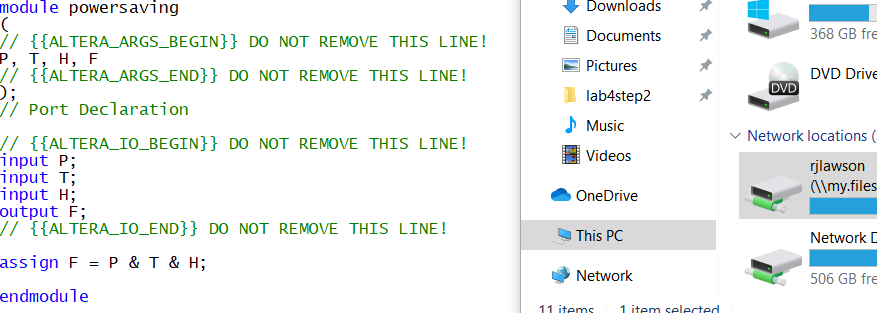 module powersaving
(
// {{ALTERA_ARGS_BEGIN}} DO NOT REMOVE THIS LINE!
P, T, H, F
// {{ALTERA_ARGS_END}} DO NOT REMOVE THIS LINE!
);
// Port Declaration
// {{ALTERA_IO_BEGIN}} DO NOT REMOVE THIS LINE!
input P;
input T;
input H;
output F;
// {{ALTERA_IO_END}} DO NOT REMOVE THIS LINE!
assign F = P & T & H;
endmodule
Downloads
Documents
Pictures
lab4step2
Music
Videos
OneDrive
This PC
Network
11 items 1 item selected
368 GB fre
DVD Drive
DVD
Network locations (
rjlawson
(\\my.files
Network D
506 GB fre